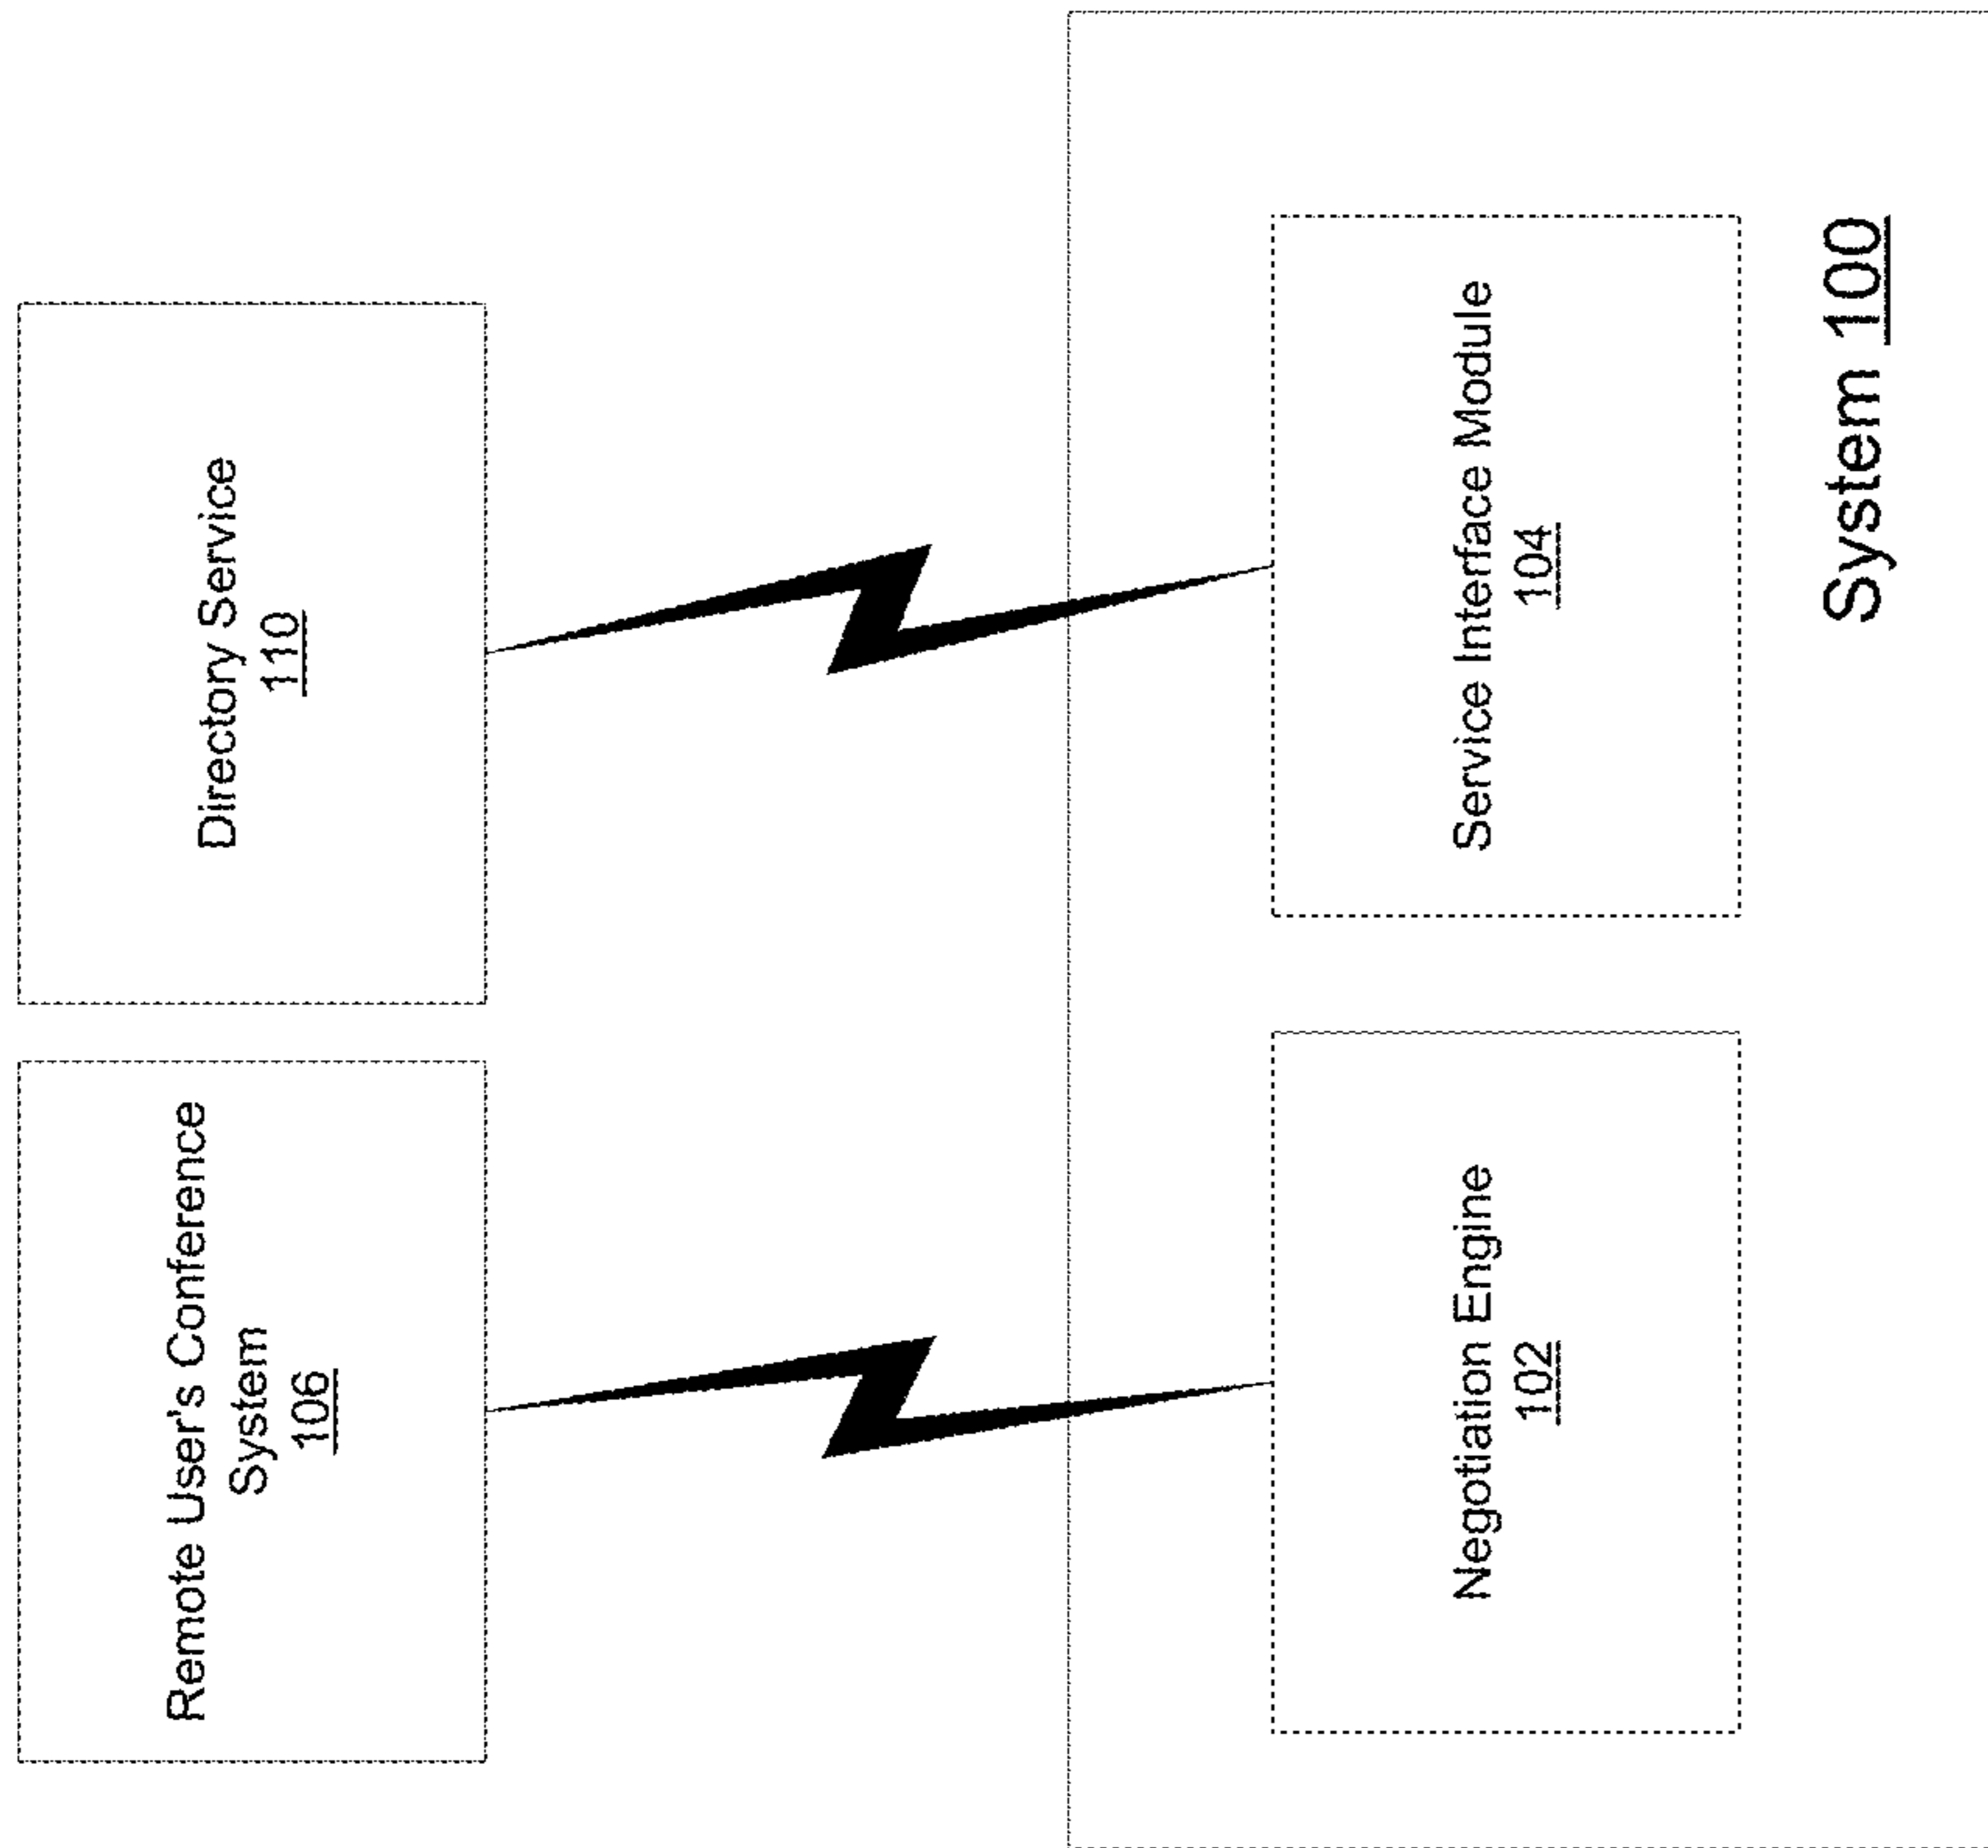 Remote User's Conference
System
106
Directory Service
110
Negotiation Engine
102
Service Interface Module
104
System 100